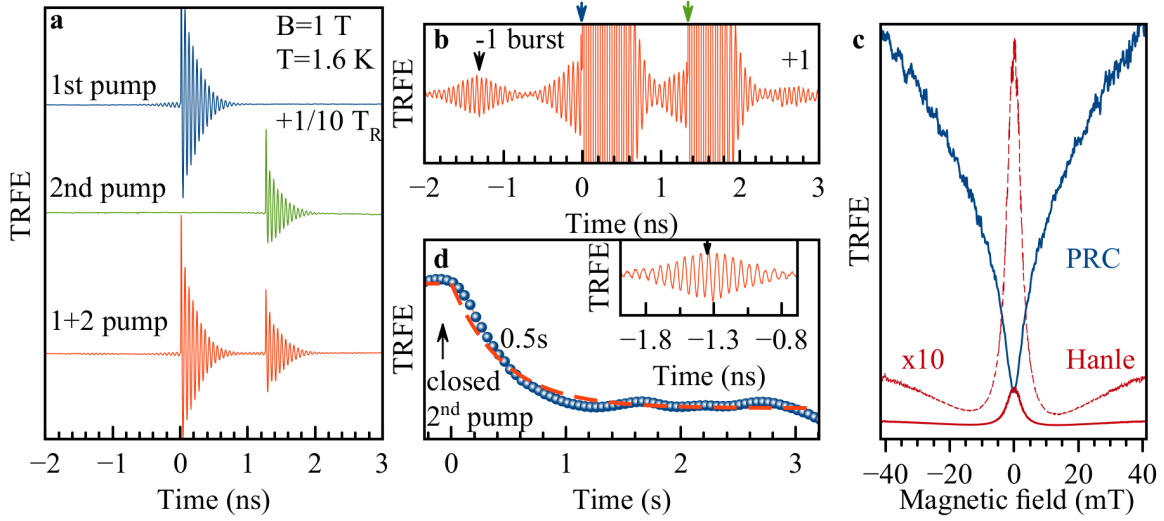 a
B=1 T
T=1.6 K
1st pump
+1/10 T_R
2nd pump
1+2 pump
TRFE
−2 −1 0 1 2 3
Time (ns)
b
-1 burst
+1
TRFE
−2 −1 0 1 2 3
Time (ns)
d
TRFE
−1.8 −1.3 −0.8
Time (ns)
0.5s
closed
2nd pump
TRFE
0 1 2 3
Time (s)
c
PRC
x10
Hanle
TRFE
−40 −20 0 20 40
Magnetic field (mT)